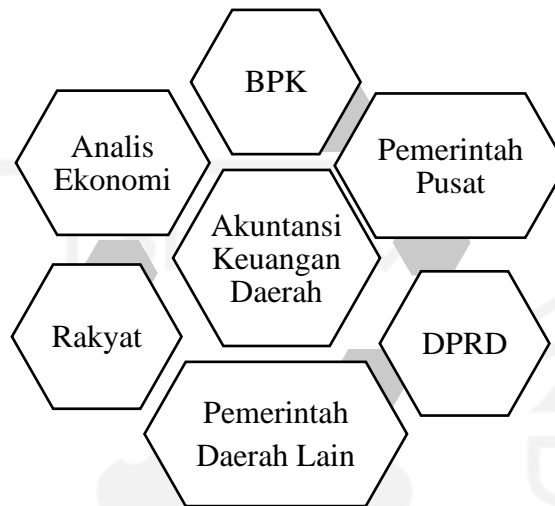 BPK
Analis
Ekonomi
Pemerintah
Pusat
Akuntansi
Keuangan
Daerah
Rakyat
DPRD
Pemerintah
Daerah Lain